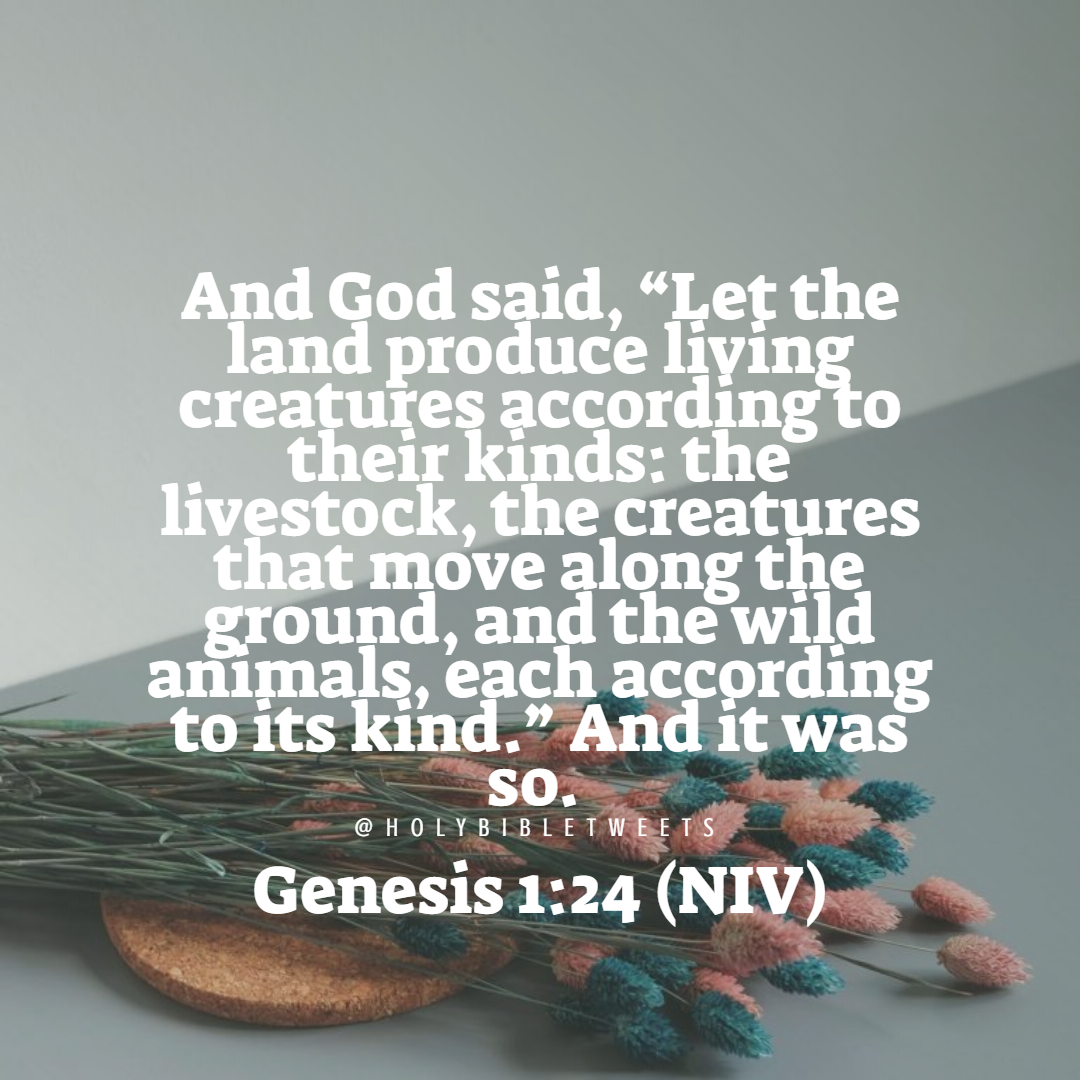 And God said, “Let the
land produce living
creatures according to
their kinds: the
livestock, the creatures
that move along the
ground, and the wild
animals, each according
to its kind.” And it was
so.
@HOLYBIBLETWEETS
Genesis 1:24 (NIV)